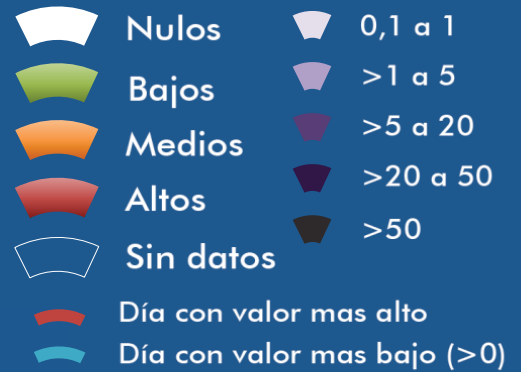 Nulos
Bajos
Medios
Altos
Sin datos
0,1 a 1
>1 a 5
>5 a 20
>20 a 50
>50
Día con valor mas alto
Día con valor mas bajo (>0)